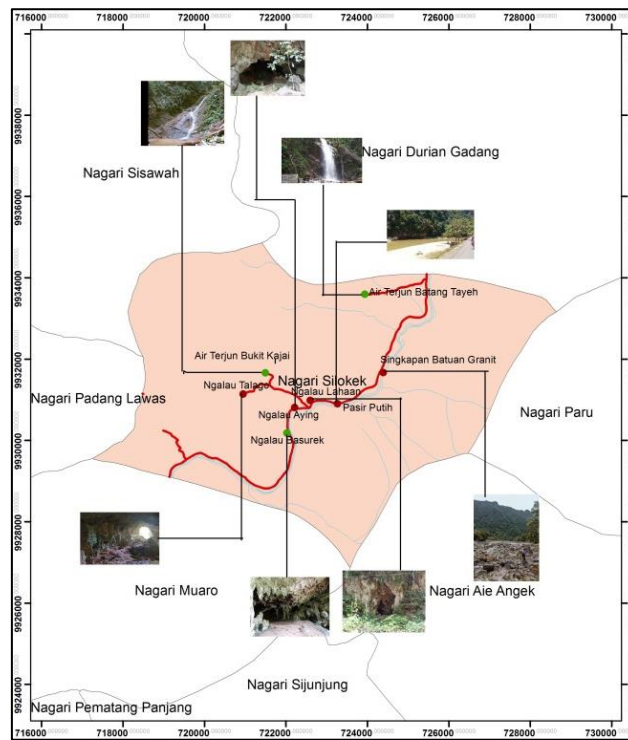 716000 718000 720000 722000 724000 726000 728000 730000
9938000
9936000
9934000
9932000
9930000
9928000
9926000
9924000
Nagari Durian Gadang
Nagari Sisawah
Air Terjun Batang Tayeh
Air Terjun Bukit Kajai
Singkapan Batuan Granit
Nagari Silokek
Ngalau Talago
Ngalau Lahaan
Nagari Padang Lawas
Pasir Putih
Ngalau Aying
Nagari Paru
Ngalau Basurek
Nagari Muaro
Nagari Aie Angek
Nagari Sijunjung
Nagari Pematang Panjang
716000 718000 720000 722000 724000 726000 728000 730000